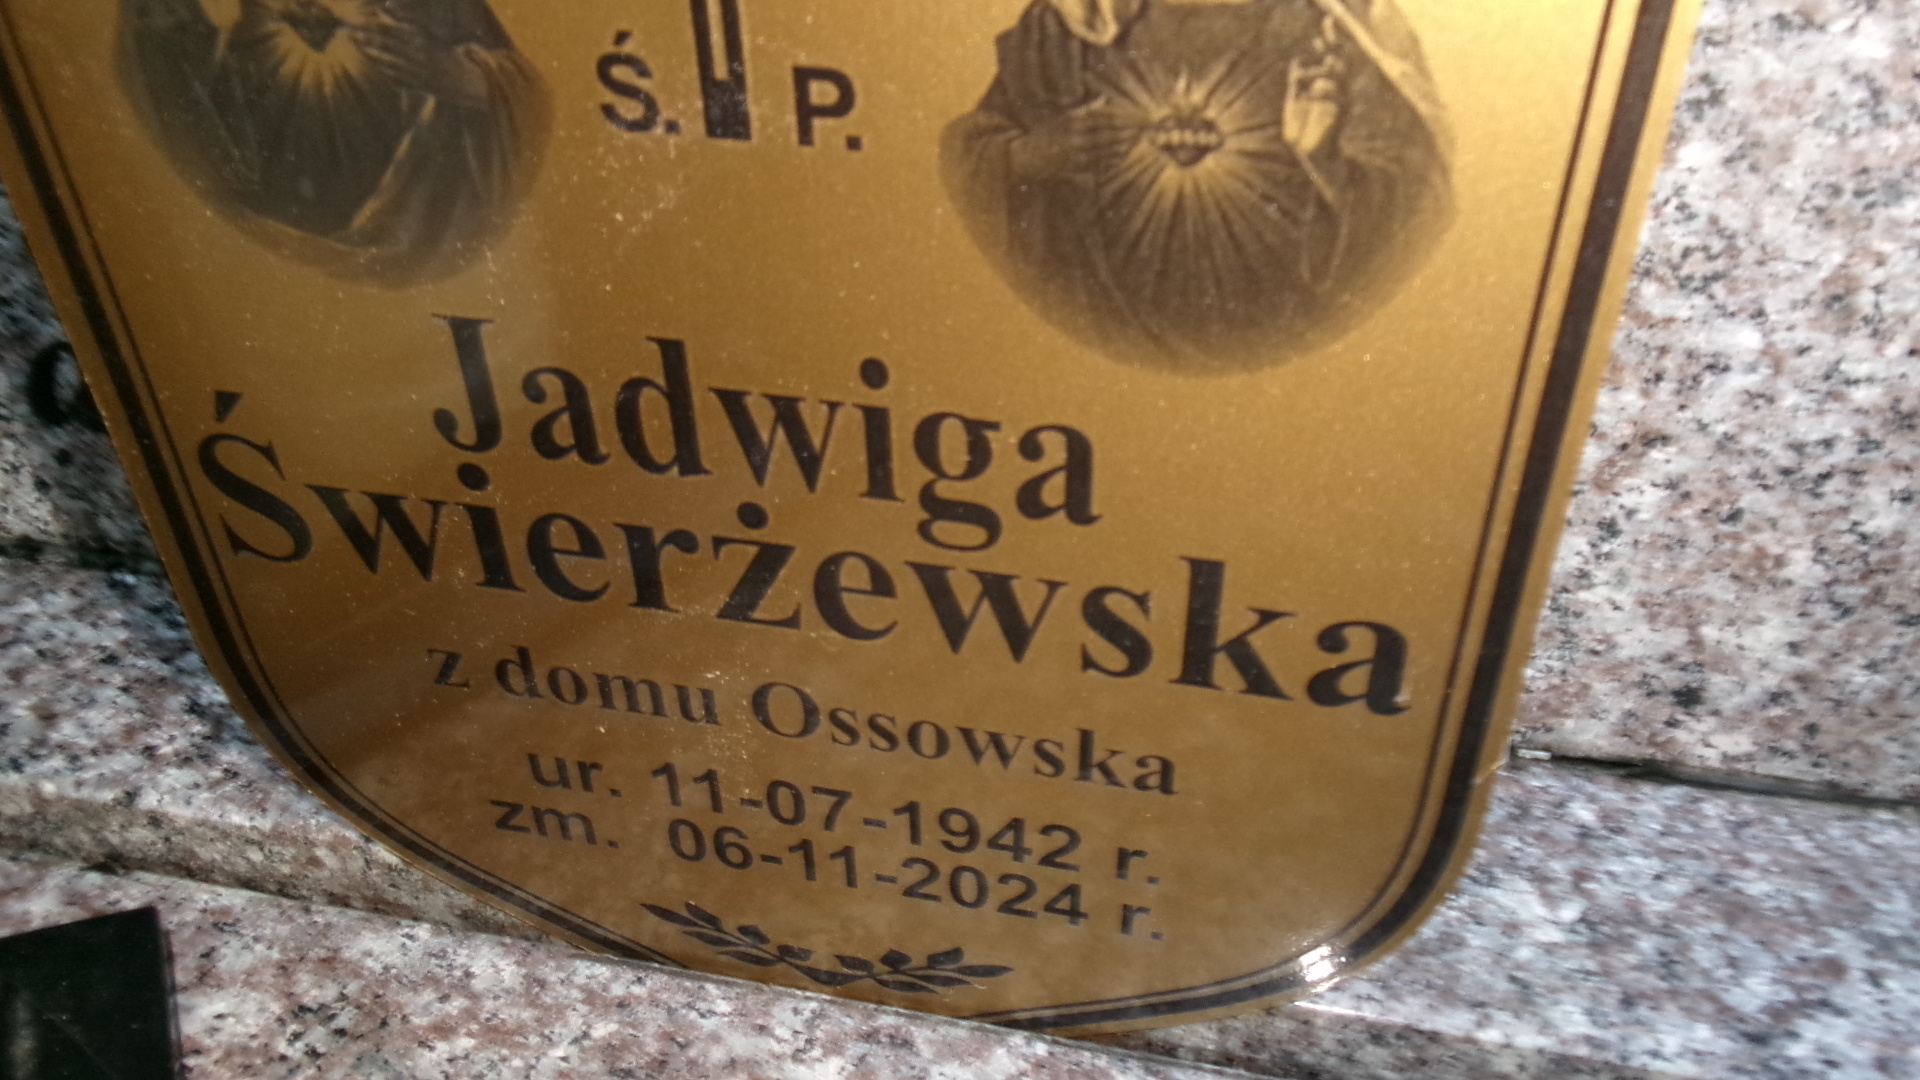 Ś. P.
Jadwiga
Świerżewska
z domu Ossowska
ur. 11-07-1942 r.
zm. 06-11-2024 r.